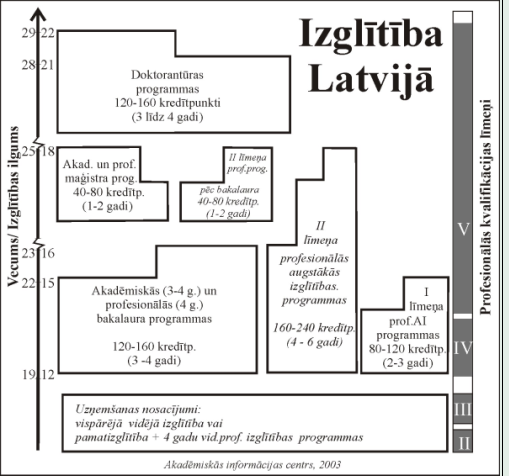 Izglītība
Latvijā
Vecums/ Izglītības ilgums
29
22
28
21
25
18
23
16
22
15
19
12
Doktorantūras
programmas
120-160 kredītpunkti
(3 līdz 4 gadi)
Akad. un prof.
maģistra prog.
40-80 kredītp.
(1-2 gadi)
II līmeņa
prof.prog.
pēc bakalaura
40-80 kredītp.
(1-2 gadi)
II
līmeņa
profesionālās
augstākās
izglītības.
programmas
160-240 kredītp.
(4 - 6 gadi)
Akadēmiskās (3-4 g.) un
profesionālās (4 g.)
bakalaura programmas
120-160 kredītp.
(3 -4 gadi)
I
līmeņa
prof.AI
programmas
80-120 kredītp.
(2-3 gadi)
Uzņemšanas nosacījumi:
vispārējā vidējā izglītība vai
pamatizglītība + 4 gadu vid.prof. izglītības programmas
V
IV
III
II
Profesionālās kvalifikācijas līmeņi
Akadēmiskās informācijas centrs, 2003